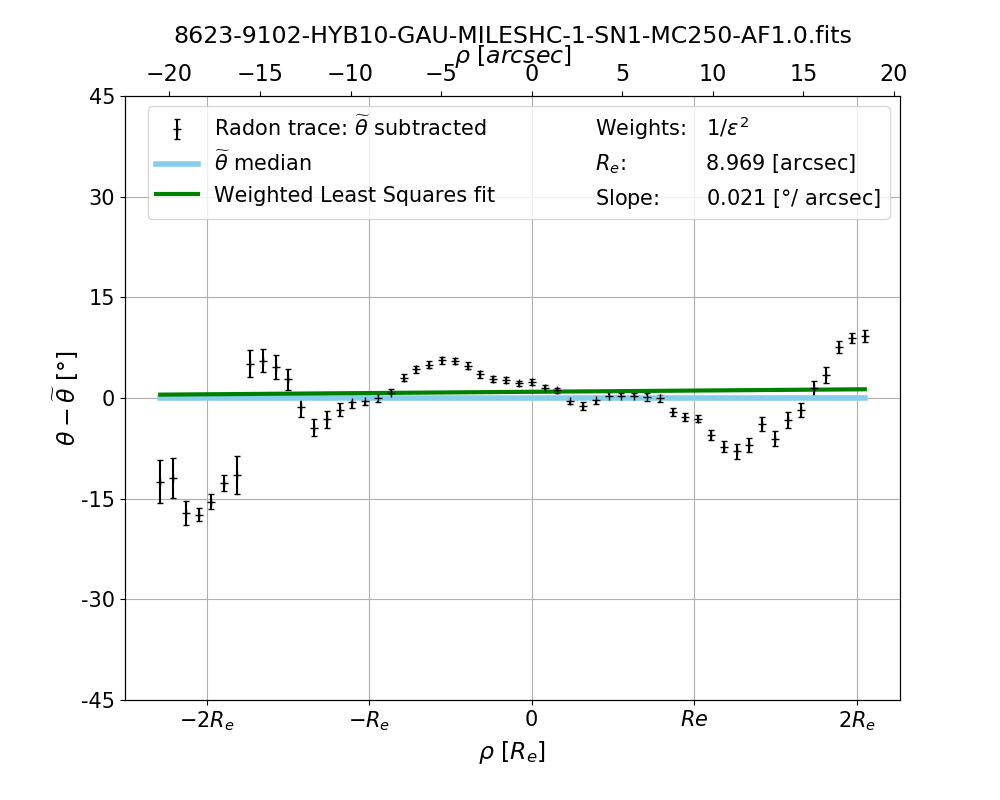 8623-9102-HYB10-GAU-MILESHC-1-SN1-MC250-AF1.0.fits
ρ [arcsec]
−20 −15 −10 −5 0 5 10 15 20
Radon trace: θ̃ subtracted
θ̃ median
Weighted Least Squares fit
Weights: 1/ε²
Rₑ: 8.969 [arcsec]
Slope: 0.021 [°/ arcsec]
θ − θ̃ [°]
45
30
15
0
-15
-30
-45
−2Rₑ −Rₑ 0 Re 2Rₑ
ρ [Rₑ]